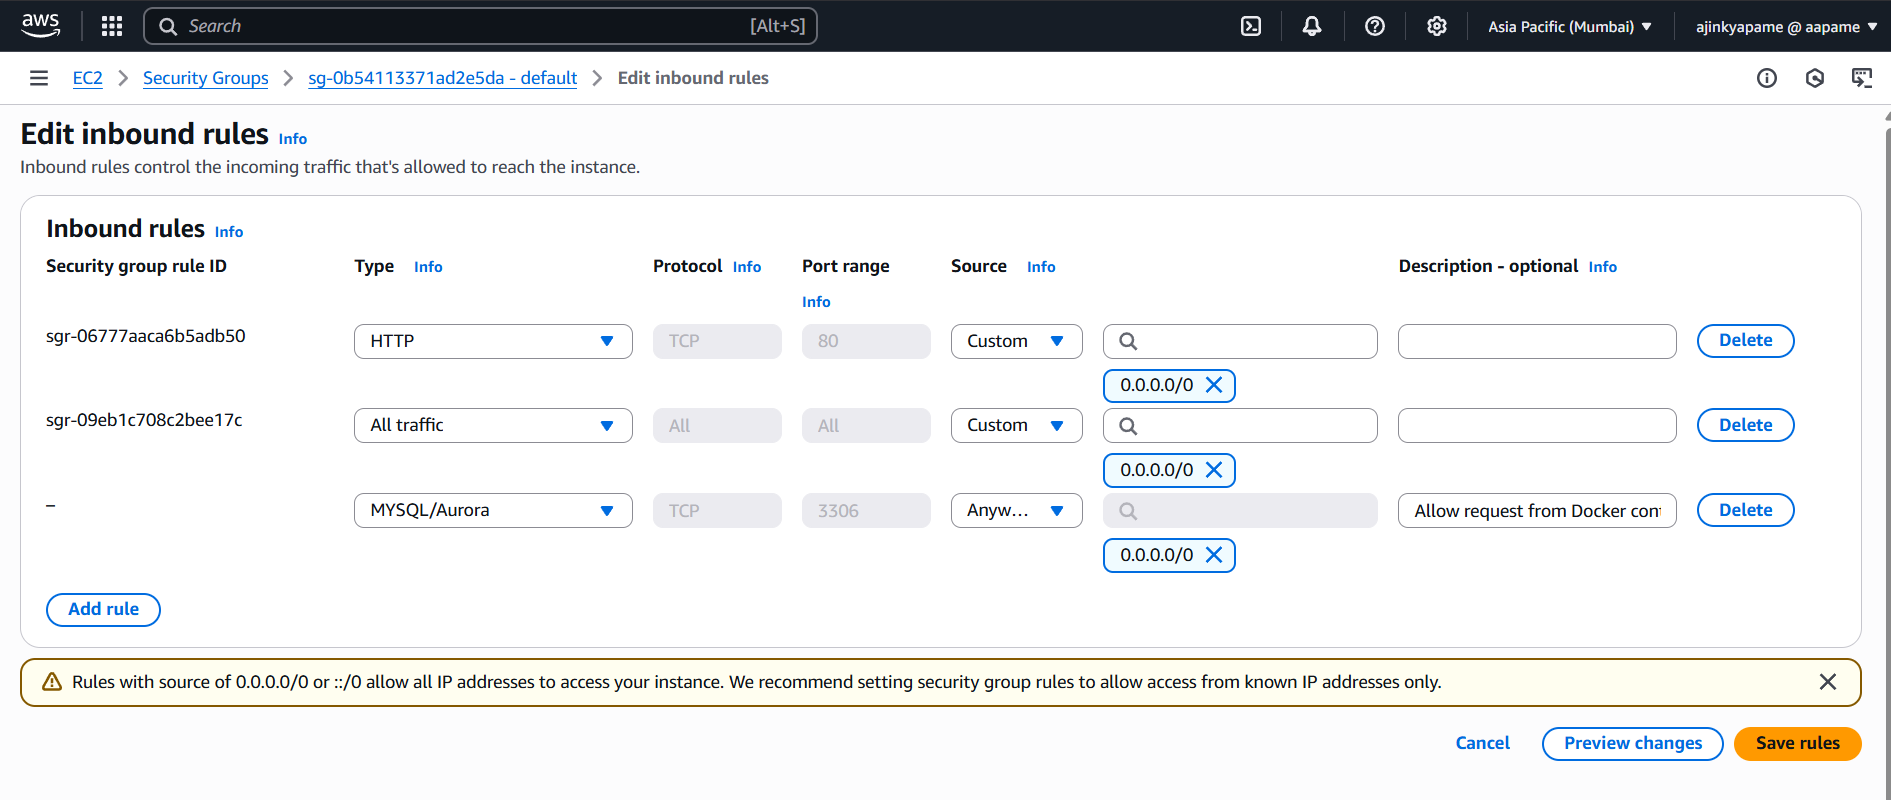 aws
Search [Alt+S]
Asia Pacific (Mumbai)
ajinkyapame @ aapame
EC2 > Security Groups > sg-0b54113371ad2e5da - default > Edit inbound rules
Edit inbound rules Info
Inbound rules control the incoming traffic that's allowed to reach the instance.
Inbound rules Info
Security group rule ID Type Info Protocol Info Port range Info Source Info Description - optional Info
sgr-06777aaca6b5adb50 HTTP TCP 80 Custom Delete
0.0.0.0/0
sgr-09eb1c708c2bee17c All traffic All All Custom Delete
0.0.0.0/0
– MYSQL/Aurora TCP 3306 Anyw... Allow request from Docker Delete
0.0.0.0/0
Add rule
Rules with source of 0.0.0.0/0 or ::/0 allow all IP addresses to access your instance. We recommend setting security group rules to allow access from known IP addresses only.
Cancel Preview changes Save rules